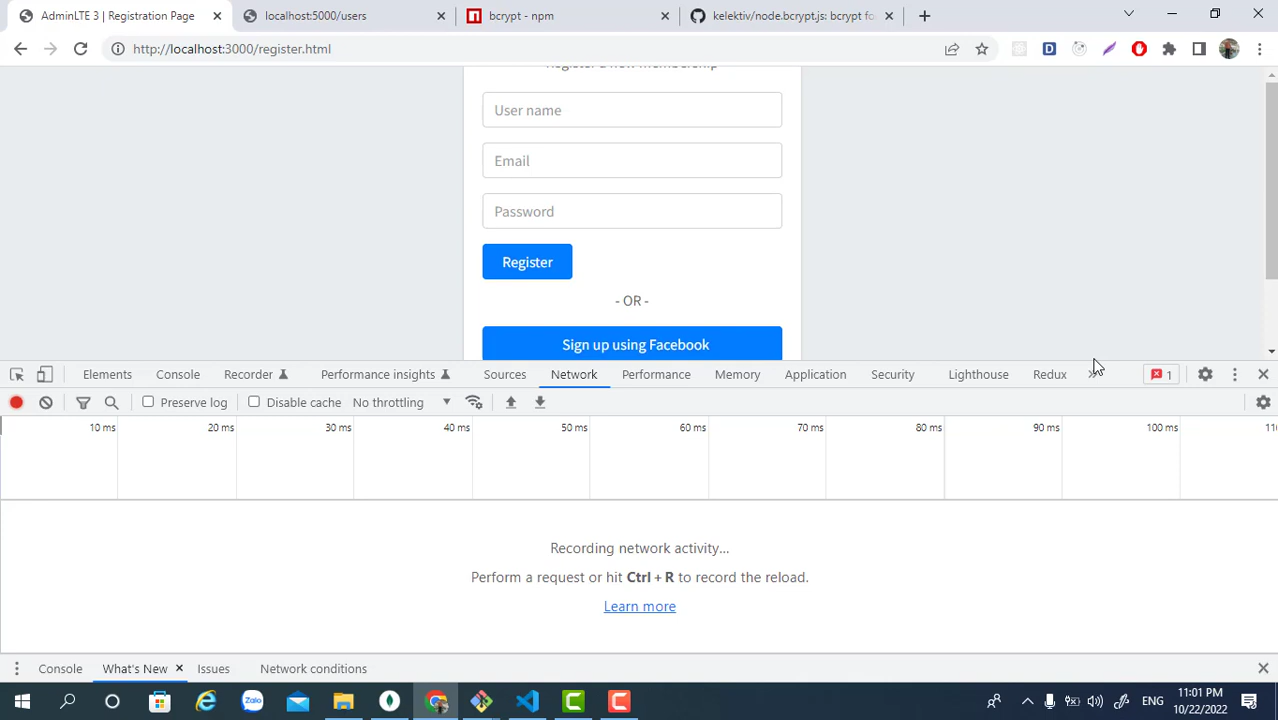 AdminLTE 3 | Registration Page
localhost:5000/users
bcrypt - npm
kelektiv/node.bcrypt.js: bcrypt fo
http://localhost:3000/register.html
Register a new membership
User name
Email
Password
Register
- OR -
Sign up using Facebook
Elements
Console
Recorder
Performance insights
Sources
Network
Performance
Memory
Application
Security
Lighthouse
Redux
1
Preserve log
Disable cache
No throttling
10 ms
20 ms
30 ms
40 ms
50 ms
60 ms
70 ms
80 ms
90 ms
100 ms
11
Recording network activity...
Perform a request or hit Ctrl + R to record the reload.
Learn more
Console
What's New
Issues
Network conditions
Zalo
ENG
11:01 PM
10/22/2022